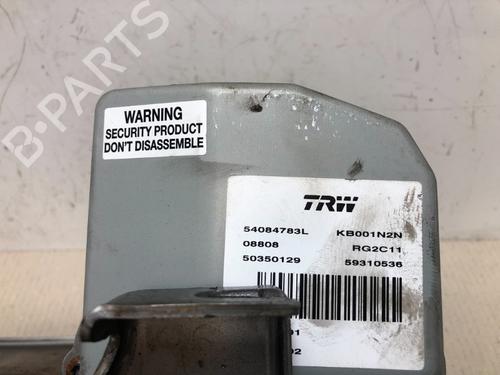 B-PARTS
WARNING
SECURITY PRODUCT
DON'T DISASSEMBLE
TRW
54084783L KB001N2N
08808 RG2C11
50350129 59310536